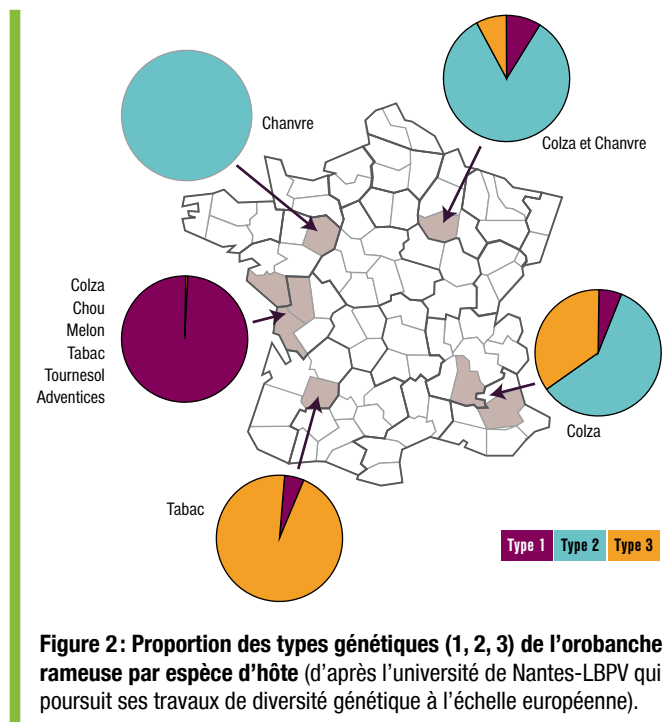 Chanvre
Colza et Chanvre
Colza
Chou
Melon
Tabac
Tournesol
Adventices
Colza
Tabac
Type 1 Type 2 Type 3
Figure 2 : Proportion des types génétiques (1, 2, 3) de l'orobanche
rameuse par espèce d'hôte (d'après l'université de Nantes-LBPV qui
poursuit ses travaux de diversité génétique à l'échelle européenne).